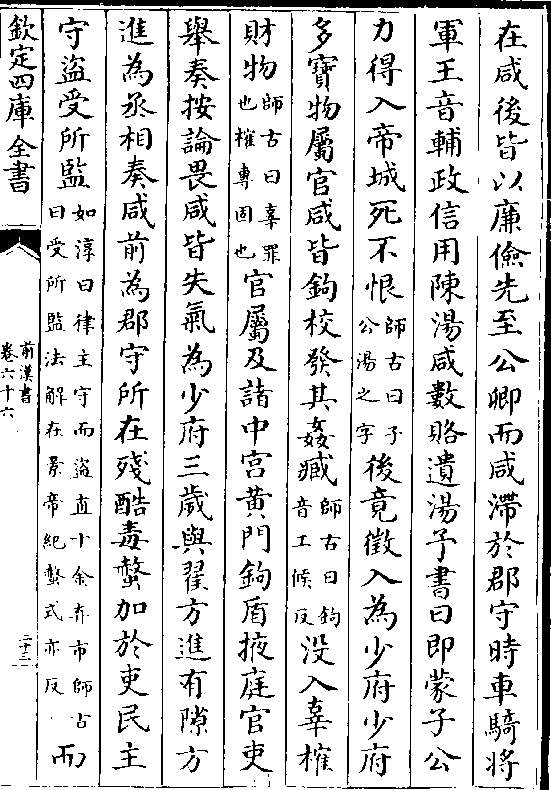 在咸後皆以廉儉先至公卿而咸滯於郡守時車騎將
軍王音輔政信用陳湯咸數賂遺湯予書曰即蒙子公
力得入帝城死不恨師古曰子公湯之字後竟徵入為少府少府
多寶物屬官咸皆鉤校發其姦臧師古曰鉤音工候反没入辜榷
財物師古曰辜罪也榷專固也官屬及諸中宫黄門鉤盾掖庭官吏
舉奏按論畏咸皆失氣為少府三歲與翟方進有隙方
進為丞相奏咸前為郡守所在殘酷毒螫加於吏民主
守盜受所監如淳曰律主守而盜直十金弃市師古曰受所監法解在景帝紀螫式亦反而
欽定四庫全書
前漢書
卷六十六
二十二